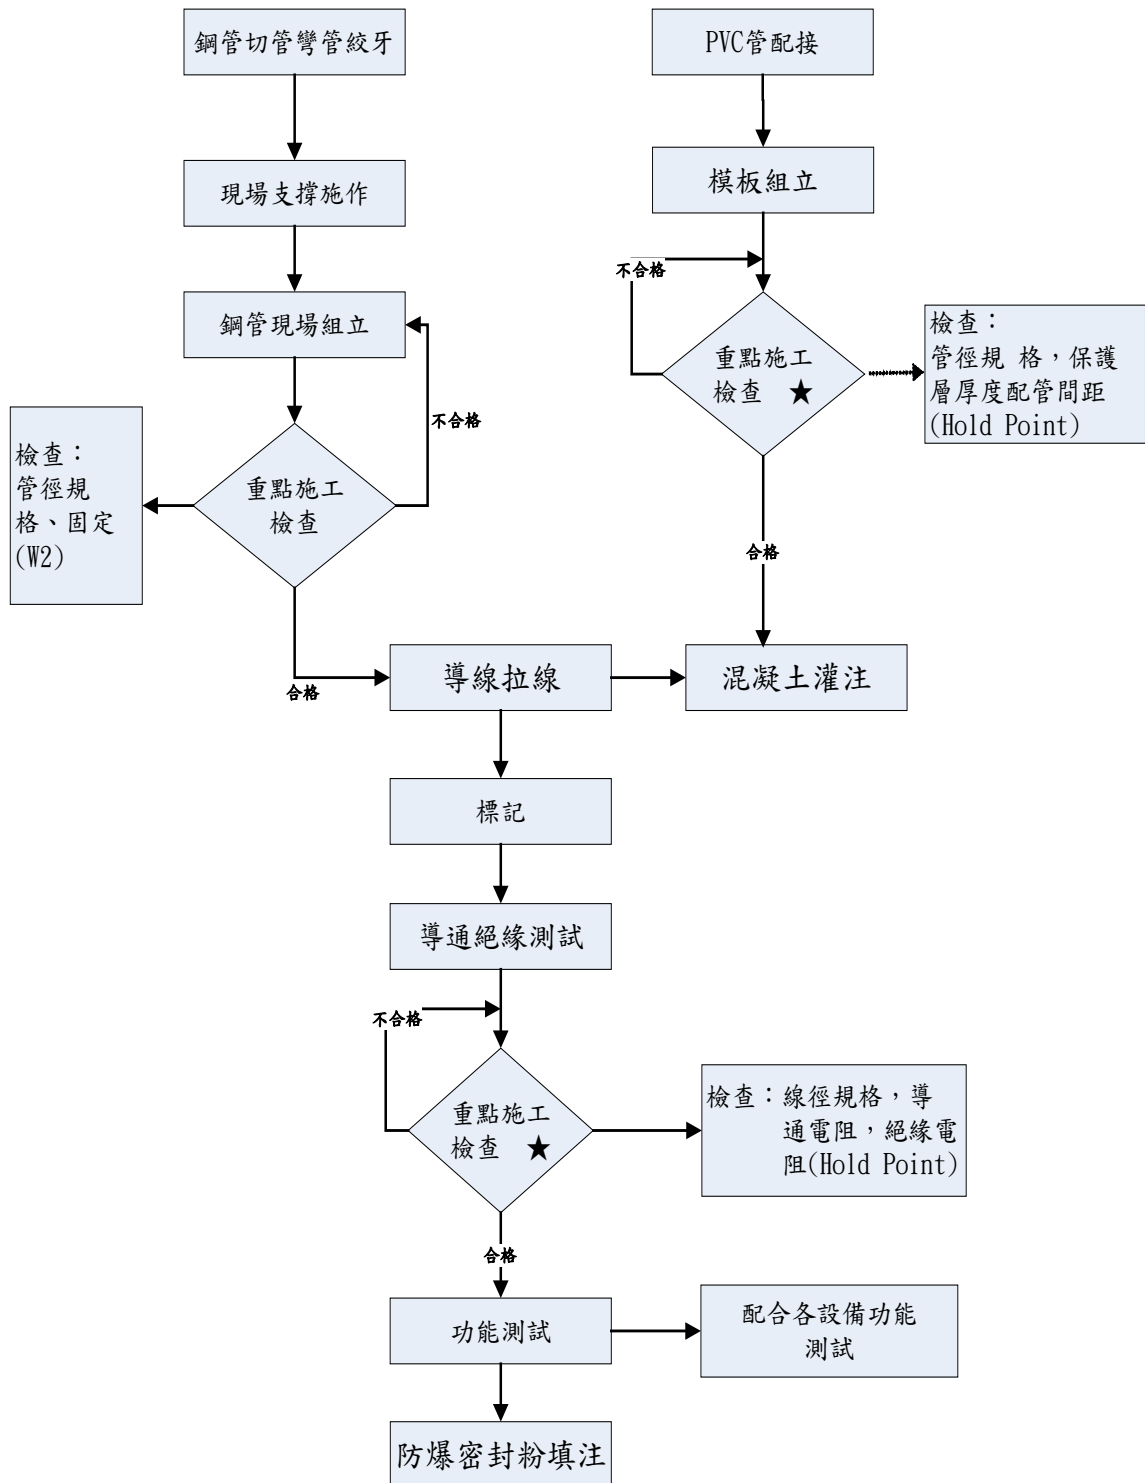 鋼管切管彎管絞牙
PVC管配接
現場支撐施作
模板組立
不合格
鋼管現場組立
重點施工
檢查 ★
檢查：
管徑規 格，保護
層厚度配管間距
(Hold Point)
不合格
檢查：
管徑規
格、固定
(W2)
重點施工
檢查
合格
合格
導線拉線
混凝土灌注
標記
導通絕緣測試
不合格
重點施工
檢查 ★
檢查：線徑規格，導
通電阻，絕緣電
阻(Hold Point)
合格
功能測試
配合各設備功能
測試
防爆密封粉填注